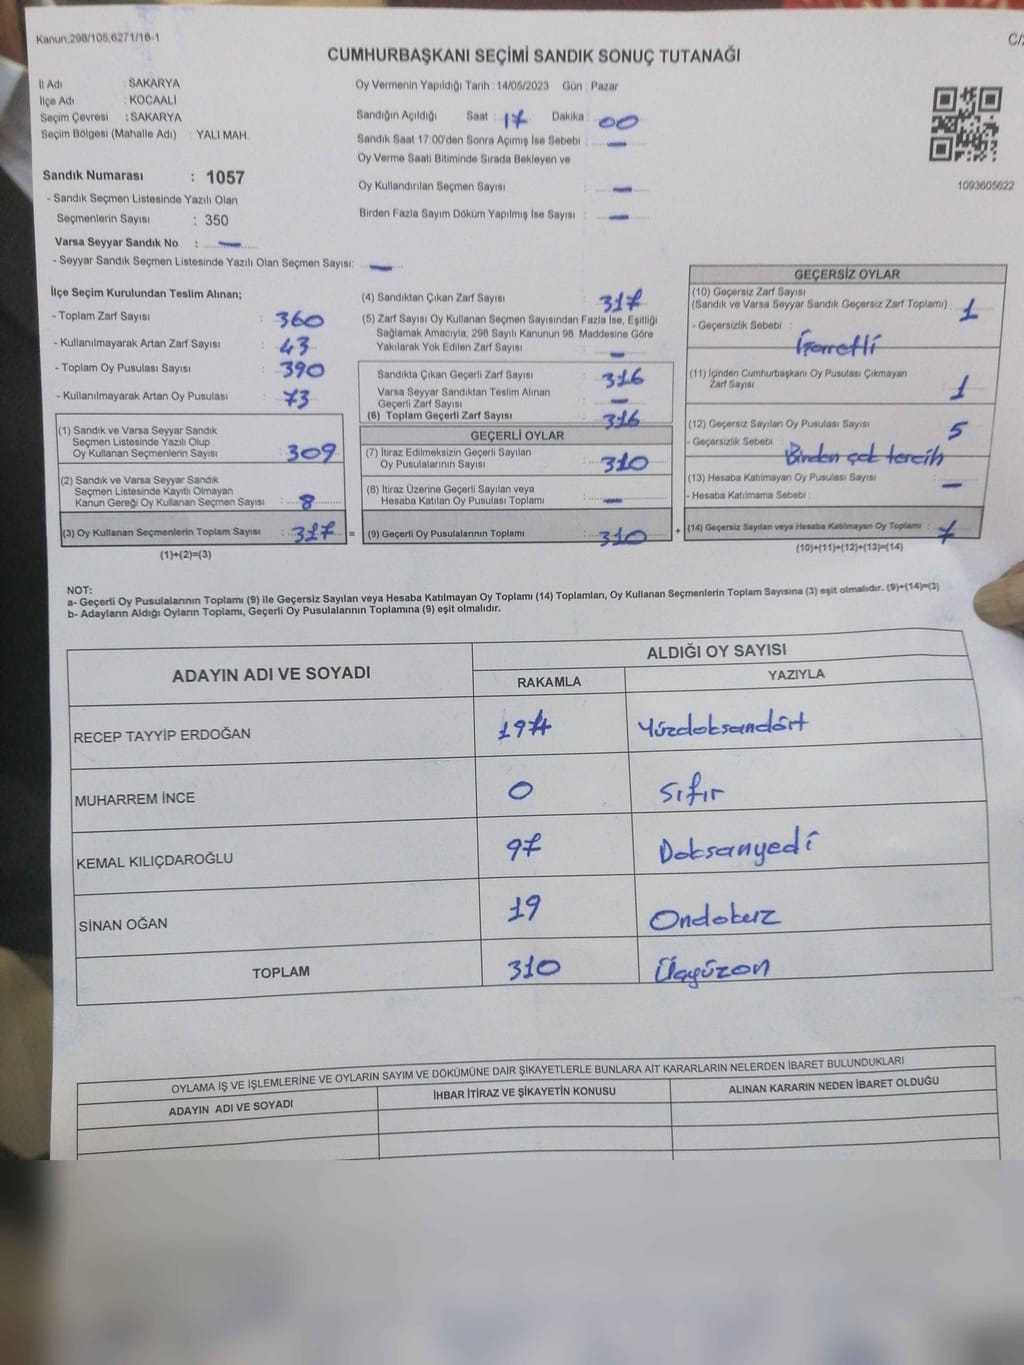 Kanun:298/105;6271/18-1
C/2
CUMHURBAŞKANI SEÇİMİ SANDIK SONUÇ TUTANAĞI
İl Adı : SAKARYA
İlçe Adı : KOCAALİ
Seçim Çevresi : SAKARYA
Seçim Bölgesi (Mahalle Adı) : YALI MAH.
Oy Vermenin Yapıldığı Tarih : 14/05/2023 Gün : Pazar
Sandığın Açıldığı Saat : 17 Dakika : 00
Sandık Saat 17:00'den Sonra Açımış İse Sebebi : —
Oy Verme Saati Bitiminde Sırada Bekleyen ve
Oy Kullandırılan Seçmen Sayısı : —
Birden Fazla Sayım Döküm Yapılmış İse Sayısı : —
1093605622
Sandık Numarası : 1057
- Sandık Seçmen Listesinde Yazılı Olan
Seçmenlerin Sayısı : 350
Varsa Seyyar Sandık No : —
- Seyyar Sandık Seçmen Listesinde Yazılı Olan Seçmen Sayısı: —
İlçe Seçim Kurulundan Teslim Alınan;
- Toplam Zarf Sayısı : 360
- Kullanılmayarak Artan Zarf Sayısı : 43
- Toplam Oy Pusulası Sayısı : 390
- Kullanılmayarak Artan Oy Pusulası : 73
(1) Sandık ve Varsa Seyyar Sandık
Seçmen Listesinde Yazılı Olup
Oy Kullanan Seçmenlerin Sayısı : 309
(2) Sandık ve Varsa Seyyar Sandık
Seçmen Listesinde Kayıtlı Olmayan
Kanun Gereği Oy Kullanan Seçmen Sayısı : 8
(3) Oy Kullanan Seçmenlerin Toplam Sayısı : 317 =
(1)+(2)=(3)
(4) Sandıktan Çıkan Zarf Sayısı : 317
(5) Zarf Sayısı Oy Kullanan Seçmen Sayısından Fazla İse, Eşitliği
Sağlamak Amacıyla; 298 Sayılı Kanunun 98. Maddesine Göre
Yakılarak Yok Edilen Zarf Sayısı : —
Sandıkta Çıkan Geçerli Zarf Sayısı : 316
Varsa Seyyar Sandıktan Teslim Alınan
Geçerli Zarf Sayısı : —
(6) Toplam Geçerli Zarf Sayısı : 316
GEÇERLİ OYLAR
(7) İtiraz Edilmeksizin Geçerli Sayılan
Oy Pusulalarının Sayısı : 310
(8) İtiraz Üzerine Geçerli Sayılan veya
Hesaba Katılan Oy Pusulası Toplamı : —
(9) Geçerli Oy Pusulalarının Toplamı : 310 +
GEÇERSİZ OYLAR
(10) Geçersiz Zarf Sayısı
(Sandık ve Varsa Seyyar Sandık Geçersiz Zarf Toplamı) : 1
- Geçersizlik Sebebi : İşaretli
(11) İçinden Cumhurbaşkanı Oy Pusulası Çıkmayan
Zarf Sayısı : 1
(12) Geçersiz Sayılan Oy Pusulası Sayısı : 5
- Geçersizlik Sebebi : Birden çok tercih
(13) Hesaba Katılmayan Oy Pusulası Sayısı : —
- Hesaba Katılmama Sebebi :
(14) Geçersiz Sayılan veya Hesaba Katılmayan Oy Toplamı : 7
(10)+(11)+(12)+(13)=(14)
NOT:
a- Geçerli Oy Pusulalarının Toplamı (9) ile Geçersiz Sayılan veya Hesaba Katılmayan Oy Toplamı (14) Toplamları, Oy Kullanan Seçmenlerin Toplam Sayısına (3) eşit olmalıdır. (9)+(14)=(3)
b- Adayların Aldığı Oyların Toplamı, Geçerli Oy Pusulalarının Toplamına (9) eşit olmalıdır.
ADAYIN ADI VE SOYADI ALDIĞI OY SAYISI
RAKAMLA YAZIYLA
RECEP TAYYİP ERDOĞAN 194 Yüzdoksandört
MUHARREM İNCE 0 Sıfır
KEMAL KILIÇDAROĞLU 97 Doksanyedi
SİNAN OĞAN 19 Ondokuz
TOPLAM 310 Üçyüzon
OYLAMA İŞ VE İŞLEMLERİNE VE OYLARIN SAYIM VE DÖKÜMÜNE DAİR ŞİKAYETLERLE BUNLARA AİT KARARLARIN NELERDEN İBARET BULUNDUKLARI
ADAYIN ADI VE SOYADI İHBAR İTİRAZ VE ŞİKAYETİN KONUSU ALINAN KARARIN NEDEN İBARET OLDUĞU